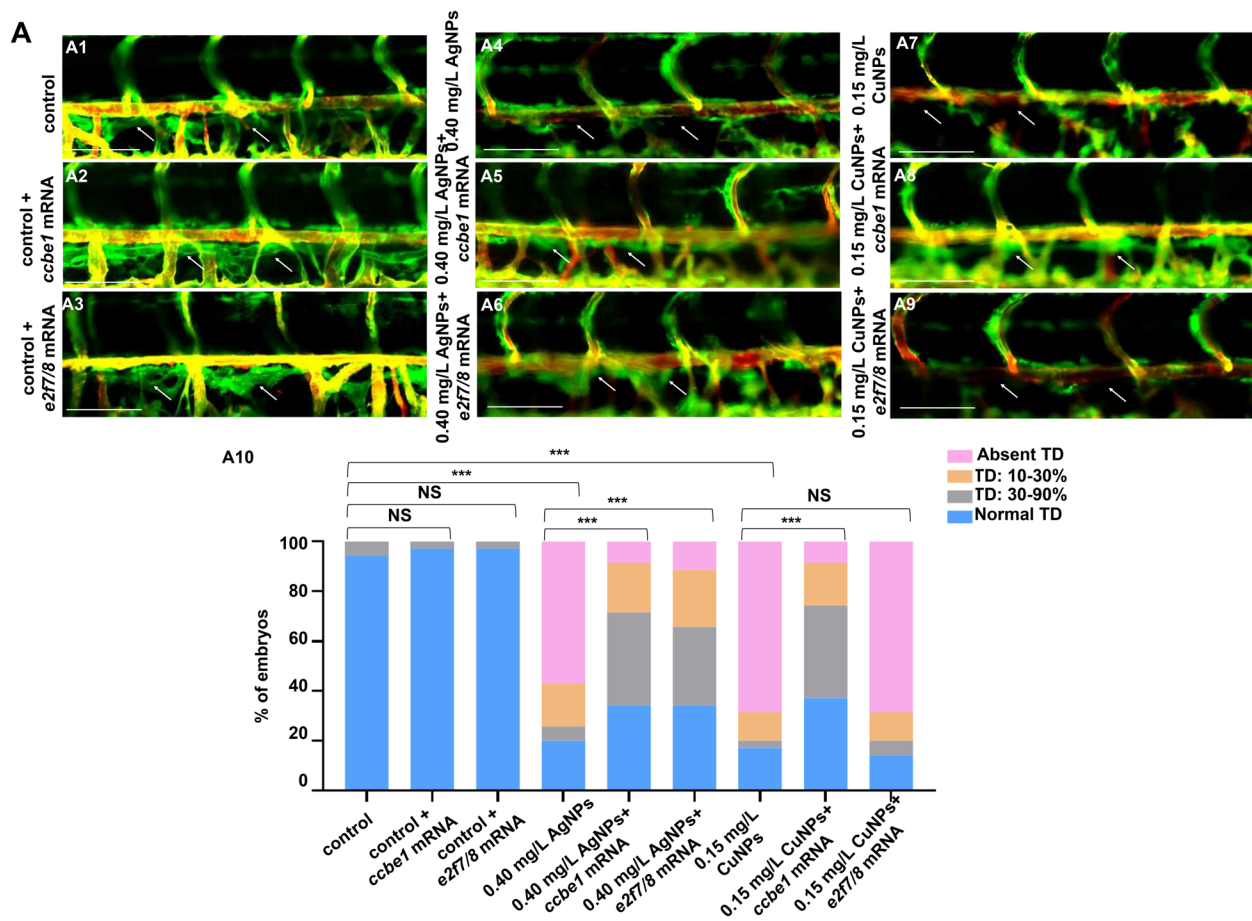 A
A1
control
A2
control +
ccbe1 mRNA
A3
control +
e2f7/8 mRNA
A4
0.40 mg/L AgNPs
A5
0.40 mg/L AgNPs+
ccbe1 mRNA
A6
0.40 mg/L AgNPs+
e2f7/8 mRNA
A7
0.15 mg/L
CuNPs
A8
0.15 mg/L CuNPs+
ccbe1 mRNA
A9
0.15 mg/L CuNPs+
e2f7/8 mRNA
A10
Absent TD
TD: 10-30%
TD: 30-90%
Normal TD
***
***
NS
NS
***
***
NS
***
% of embryos
100
80
60
40
20
0
control
control +
ccbe1 mRNA
control +
e2f7/8 mRNA
0.40 mg/L AgNPs
0.40 mg/L AgNPs+
ccbe1 mRNA
0.40 mg/L AgNPs+
e2f7/8 mRNA
0.15 mg/L
CuNPs
0.15 mg/L CuNPs+
ccbe1 mRNA
0.15 mg/L CuNPs+
e2f7/8 mRNA